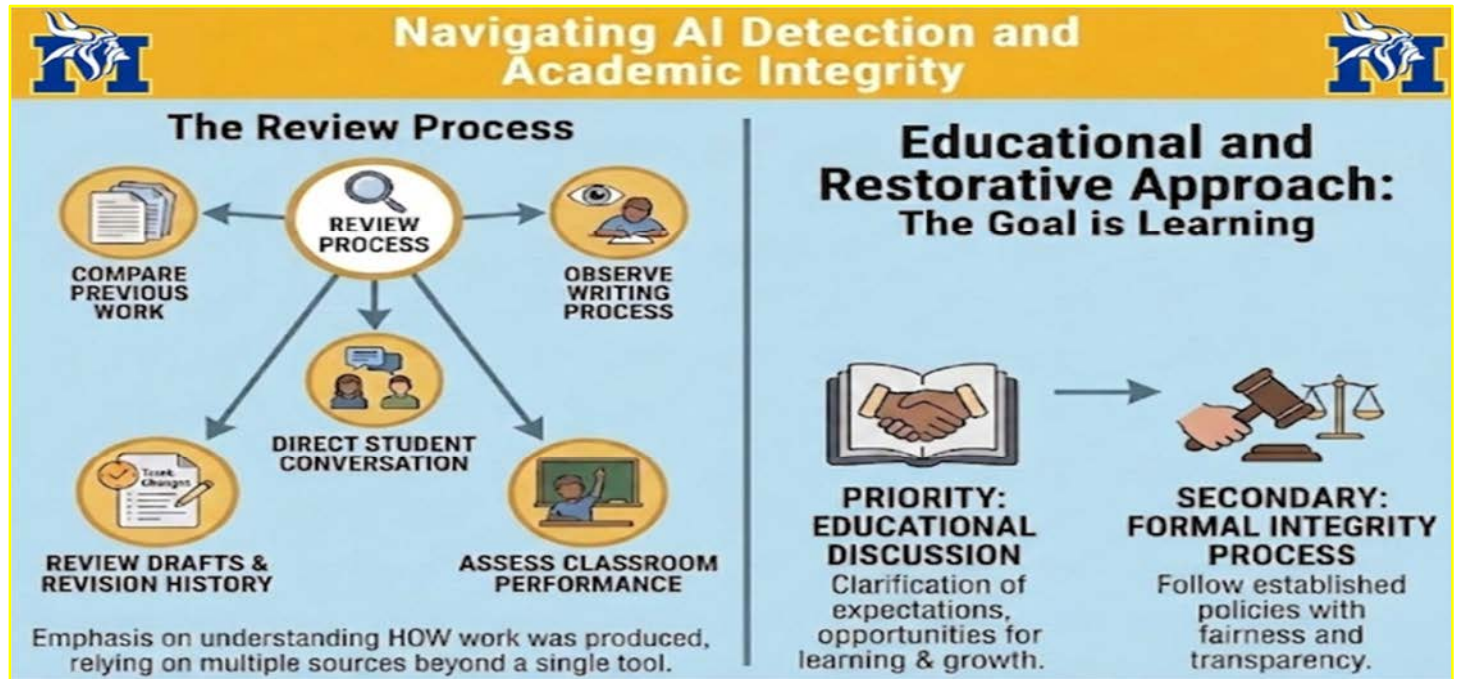 Navigating AI Detection and
Academic Integrity
M
M
The Review Process
REVIEW
PROCESS
COMPARE
PREVIOUS
WORK
OBSERVE
WRITING
PROCESS
DIRECT STUDENT
CONVERSATION
Changes
REVIEW DRAFTS &
REVISION HISTORY
ASSESS CLASSROOM
PERFORMANCE
Emphasis on understanding HOW work was produced,
relying on multiple sources beyond a single tool.
Educational and
Restorative Approach:
The Goal is Learning
PRIORITY:
EDUCATIONAL
DISCUSSION
Clarification of
expectations,
opportunities for
learning & growth.
SECONDARY:
FORMAL INTEGRITY
PROCESS
Follow established
policies with
fairness and
transparency.